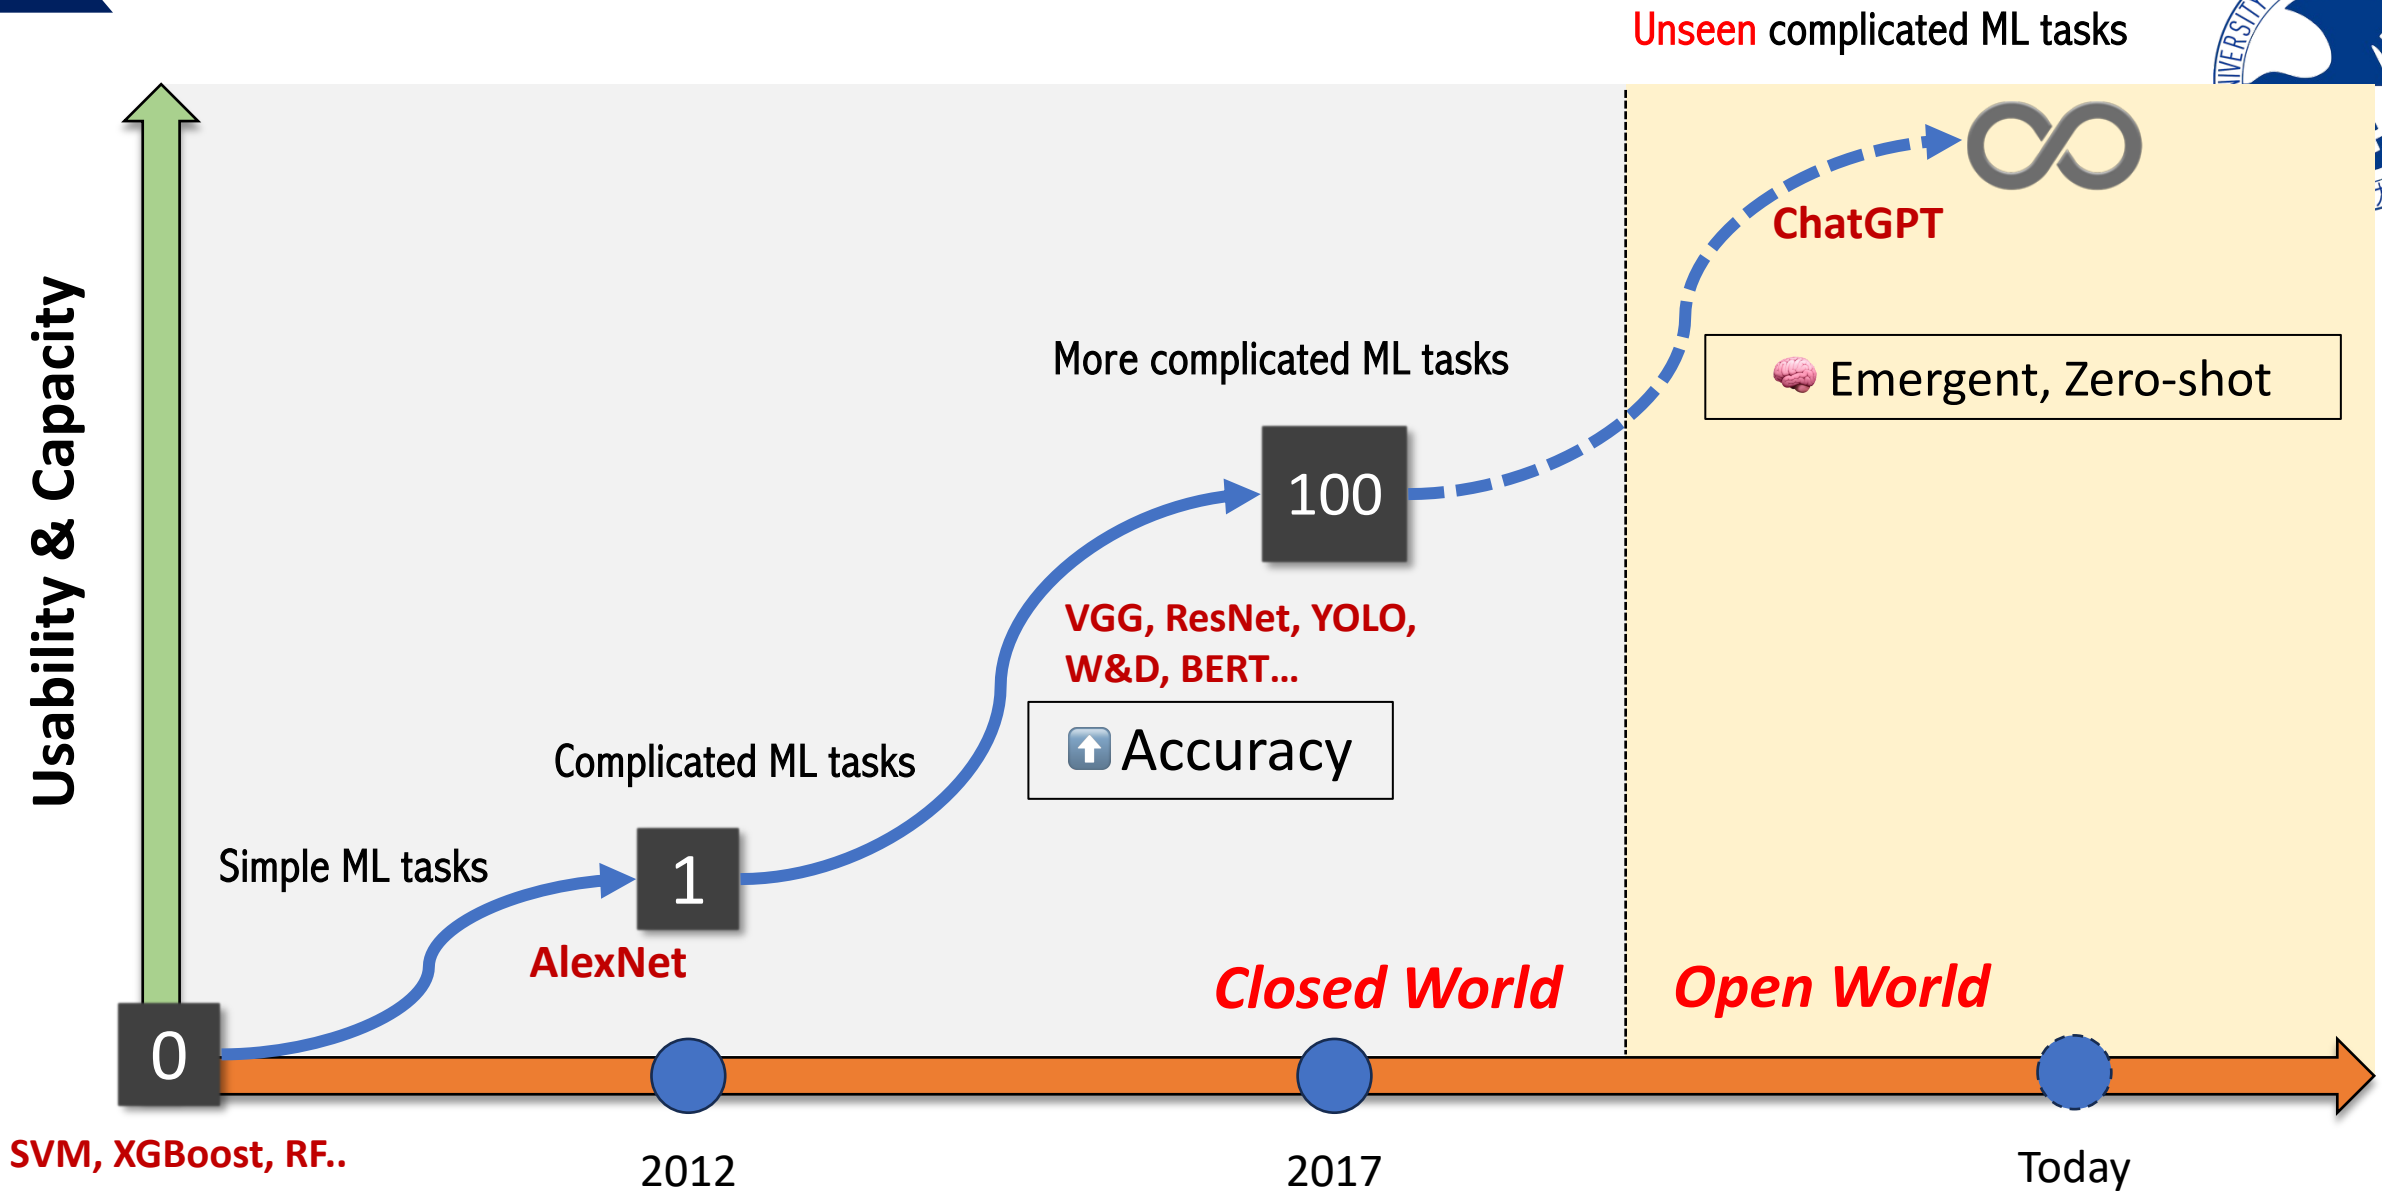 Unseen complicated ML tasks
Usability & Capacity
ChatGPT
More complicated ML tasks
Emergent, Zero-shot
100
VGG, ResNet, YOLO,
W&D, BERT...
Accuracy
Complicated ML tasks
Simple ML tasks
1
AlexNet
Closed World
Open World
0
SVM, XGBoost, RF..
2012
2017
Today